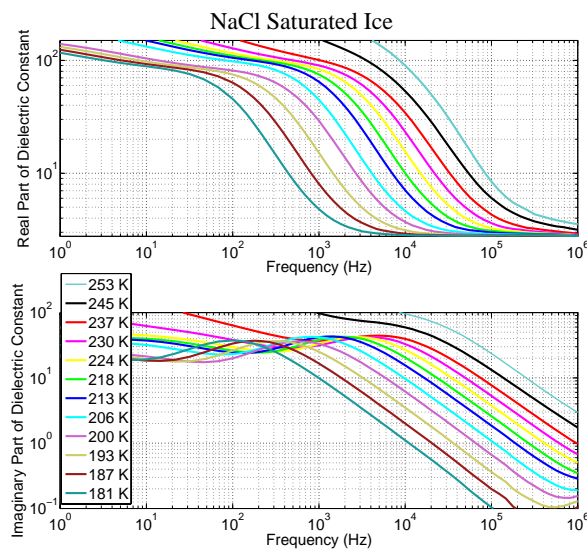 NaCl Saturated Ice
Real Part of Dielectric Constant
10²
10¹
10⁰ 10¹ 10² 10³ 10⁴ 10⁵ 10⁶
Frequency (Hz)
253 K
245 K
237 K
230 K
224 K
218 K
213 K
206 K
200 K
193 K
187 K
181 K
Imaginary Part of Dielectric Constant
10²
10¹
10⁰
10⁻¹
10⁰ 10¹ 10² 10³ 10⁴ 10⁵ 10⁶
Frequency (Hz)